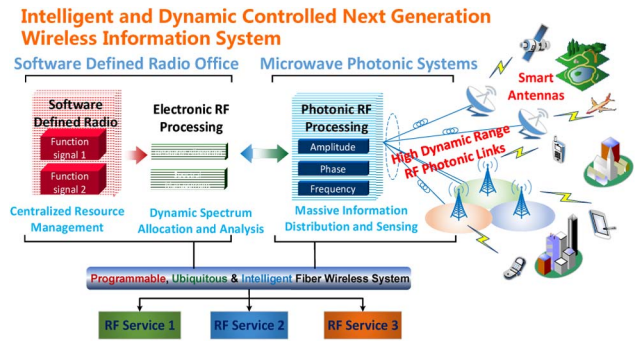 Intelligent and Dynamic Controlled Next Generation
Wireless Information System
Software Defined Radio Office
Microwave Photonic Systems
Smart
Antennas
Software
Defined Radio
Function
signal 1
Function
signal 2
Electronic RF
Processing
Photonic RF
Processing
Amplitude
Phase
Frequency
High Dynamic Range
RF Photonic Links
Centralized Resource
Management
Dynamic Spectrum
Allocation and Analysis
Massive Information
Distribution and Sensing
Programmable, Ubiquitous & Intelligent Fiber Wireless System
RF Service 1
RF Service 2
RF Service 3